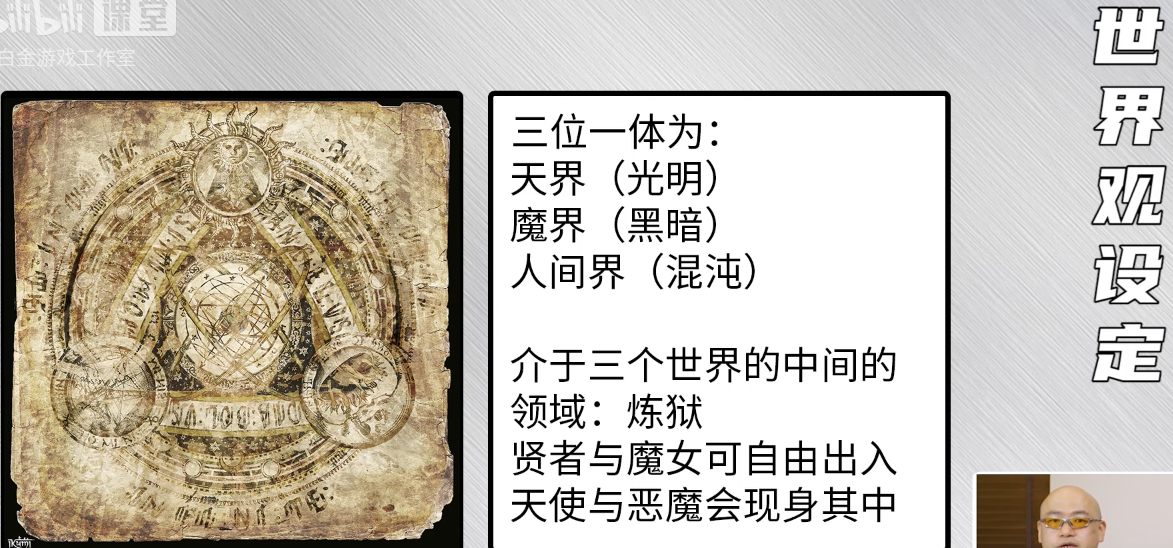 bilibili 课堂
白金游戏工作室
世界观设定
三位一体为：
天界（光明）
魔界（黑暗）
人间界（混沌）
介于三个世界的中间的
领域：炼狱
贤者与魔女可自由出入
天使与恶魔会现身其中